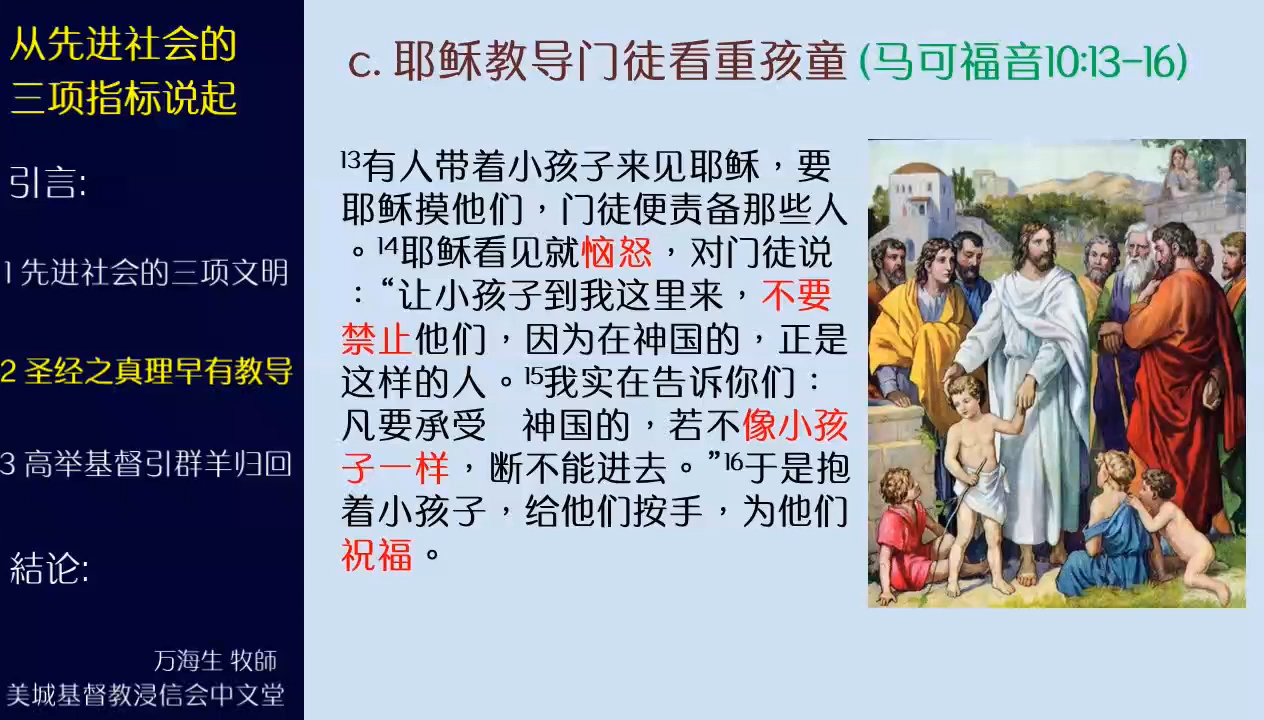 从先进社会的
三项指标说起
引言:
1 先进社会的三项文明
2 圣经之真理早有教导
3 高举基督引群羊归回
結论:
万海生 牧師
美城基督教浸信会中文堂
c. 耶稣教导门徒看重孩童 (马可福音10:13-16)
¹³有人带着小孩子来见耶稣，要
耶稣摸他们，门徒便责备那些人
。¹⁴耶稣看见就恼怒，对门徒说
：“让小孩子到我这里来，不要
禁止他们，因为在神国的，正是
这样的人。¹⁵我实在告诉你们：
凡要承受　神国的，若不像小孩
子一样，断不能进去。”¹⁶于是抱
着小孩子，给他们按手，为他们
祝福。